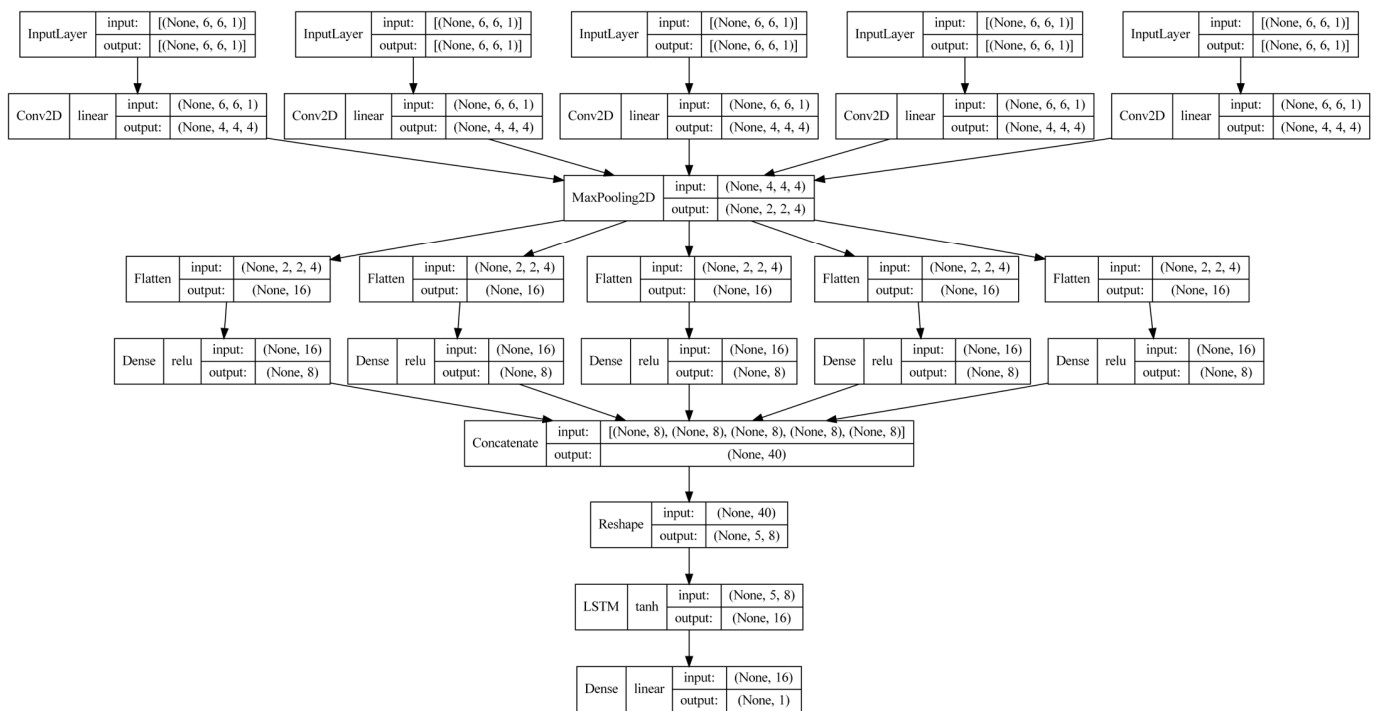 InputLayer input: [(None, 6, 6, 1)] output: [(None, 6, 6, 1)]
InputLayer input: [(None, 6, 6, 1)] output: [(None, 6, 6, 1)]
InputLayer input: [(None, 6, 6, 1)] output: [(None, 6, 6, 1)]
InputLayer input: [(None, 6, 6, 1)] output: [(None, 6, 6, 1)]
InputLayer input: [(None, 6, 6, 1)] output: [(None, 6, 6, 1)]
Conv2D linear input: (None, 6, 6, 1) output: (None, 4, 4, 4)
Conv2D linear input: (None, 6, 6, 1) output: (None, 4, 4, 4)
Conv2D linear input: (None, 6, 6, 1) output: (None, 4, 4, 4)
Conv2D linear input: (None, 6, 6, 1) output: (None, 4, 4, 4)
Conv2D linear input: (None, 6, 6, 1) output: (None, 4, 4, 4)
MaxPooling2D input: (None, 4, 4, 4) output: (None, 2, 2, 4)
Flatten input: (None, 2, 2, 4) output: (None, 16)
Flatten input: (None, 2, 2, 4) output: (None, 16)
Flatten input: (None, 2, 2, 4) output: (None, 16)
Flatten input: (None, 2, 2, 4) output: (None, 16)
Flatten input: (None, 2, 2, 4) output: (None, 16)
Dense relu input: (None, 16) output: (None, 8)
Dense relu input: (None, 16) output: (None, 8)
Dense relu input: (None, 16) output: (None, 8)
Dense relu input: (None, 16) output: (None, 8)
Dense relu input: (None, 16) output: (None, 8)
Concatenate input: [(None, 8), (None, 8), (None, 8), (None, 8), (None, 8)] output: (None, 40)
Reshape input: (None, 40) output: (None, 5, 8)
LSTM tanh input: (None, 5, 8) output: (None, 16)
Dense linear input: (None, 16) output: (None, 1)